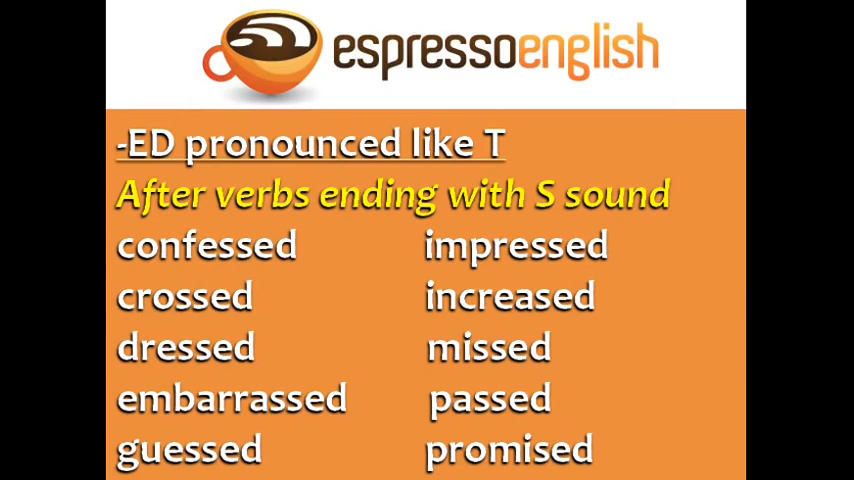 espressoenglish
-ED pronounced like T
After verbs ending with S sound
confessed impressed
crossed increased
dressed missed
embarrassed passed
guessed promised